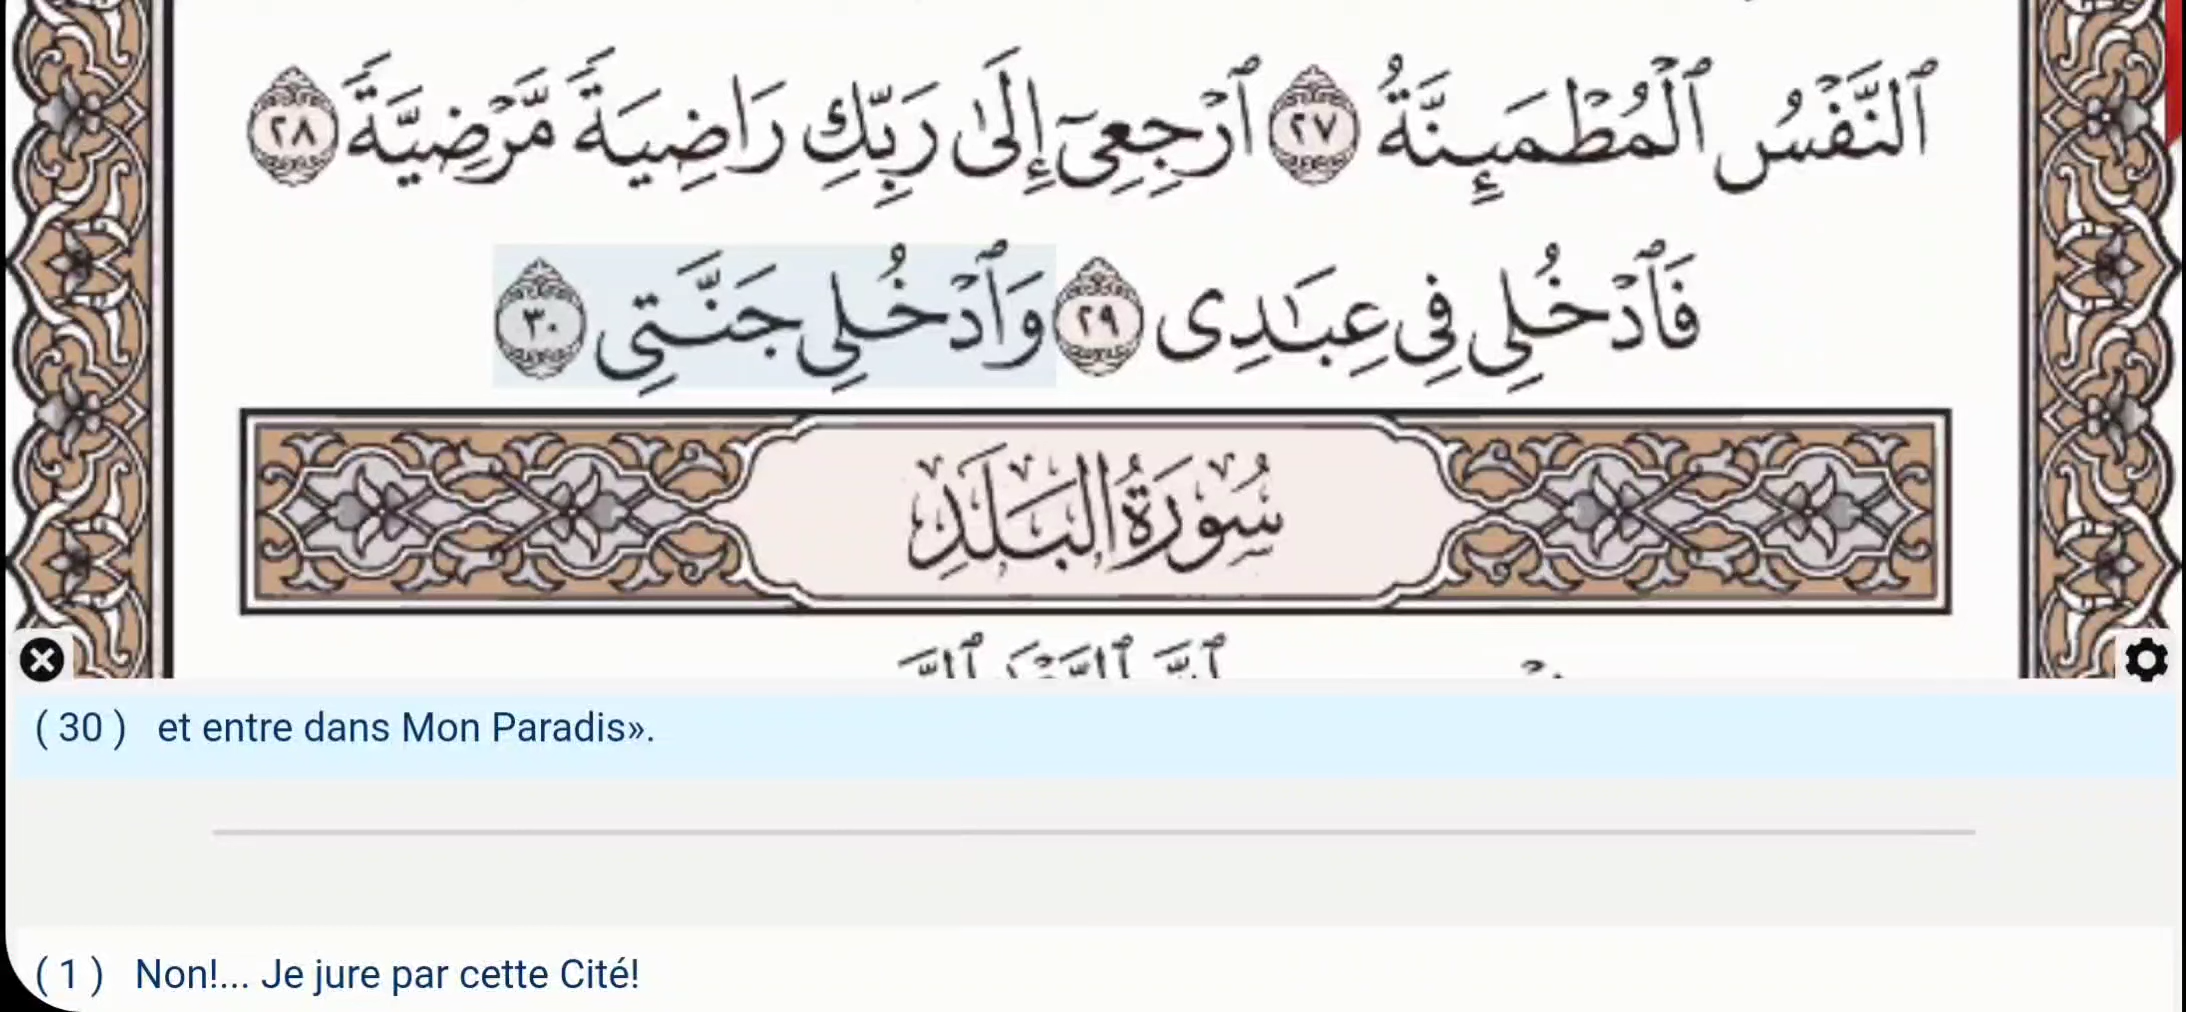 ٱلنَّفْسُ ٱلْمُطْمَئِنَّةُ ٢٧ ٱرْجِعِىٓ إِلَىٰ رَبِّكِ رَاضِيَةً مَّرْضِيَّةً ٢٨
فَٱدْخُلِى فِى عِبَٰدِى ٢٩ وَٱدْخُلِى جَنَّتِى ٣٠
سُورَةُ البَلَدِ
( 30 ) et entre dans Mon Paradis».
( 1 ) Non!... Je jure par cette Cité!